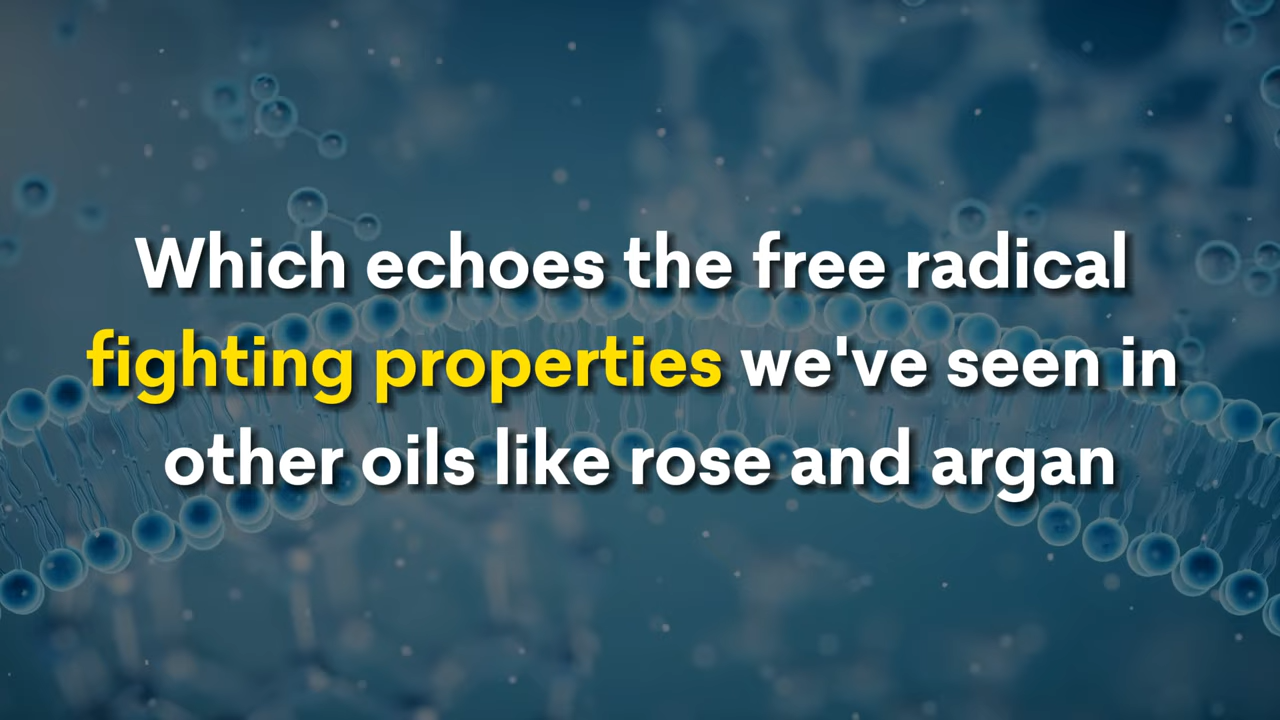 Which echoes the free radical
fighting properties we've seen in
other oils like rose and argan